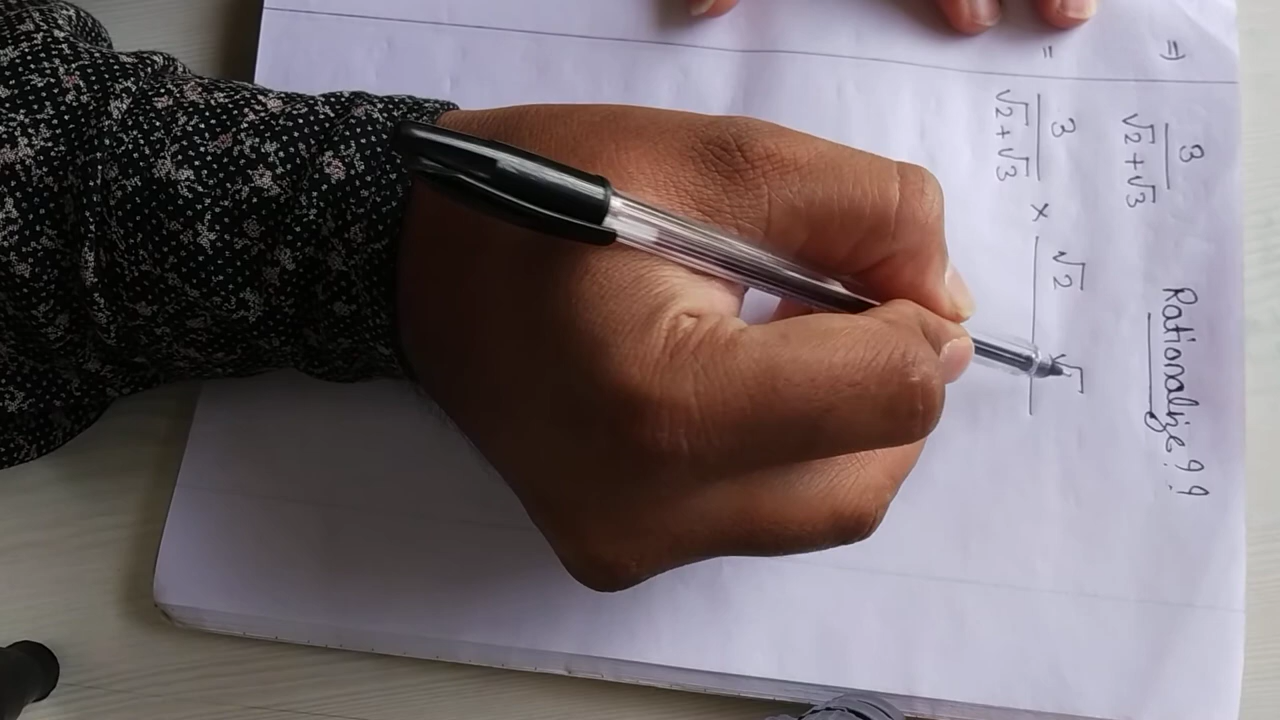 ⇒ 3/(√2+√3) Rationalize??
= 3/(√2+√3) × √2 √